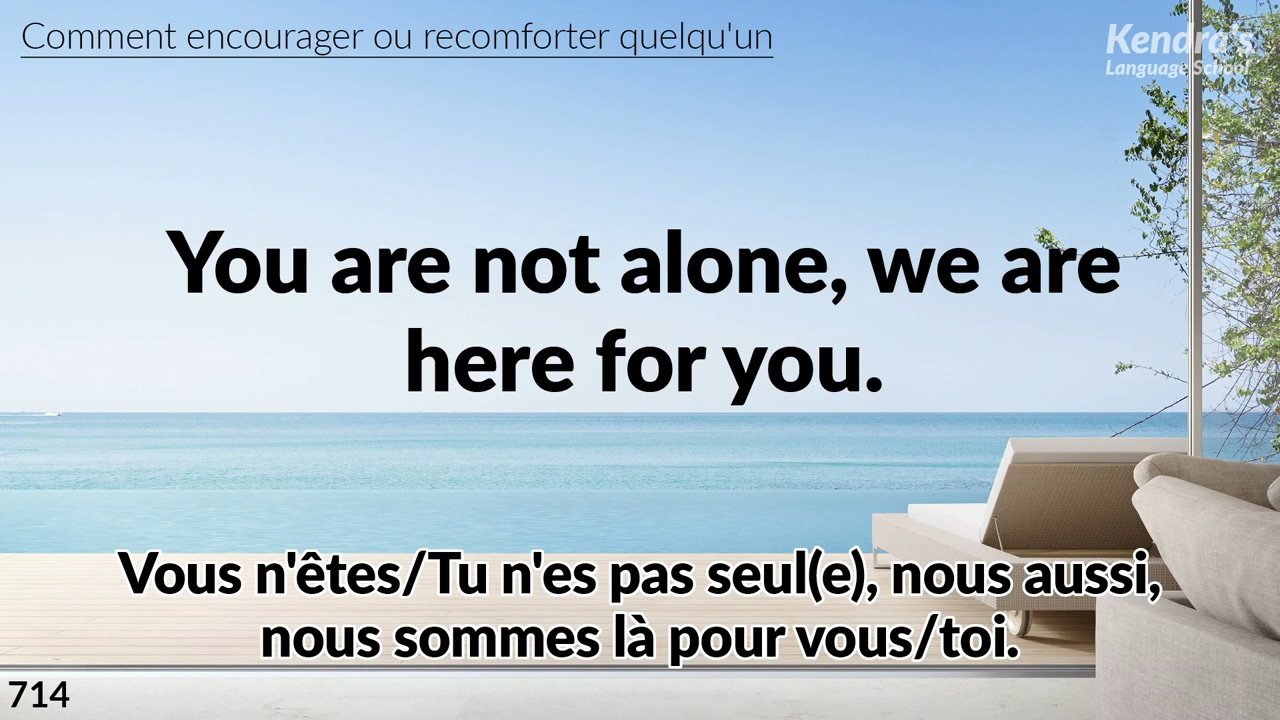 Comment encourager ou recomforter quelqu'un
Kendra's
Language School
You are not alone, we are
here for you.
Vous n'êtes/Tu n'es pas seul(e), nous aussi,
nous sommes là pour vous/toi.
714